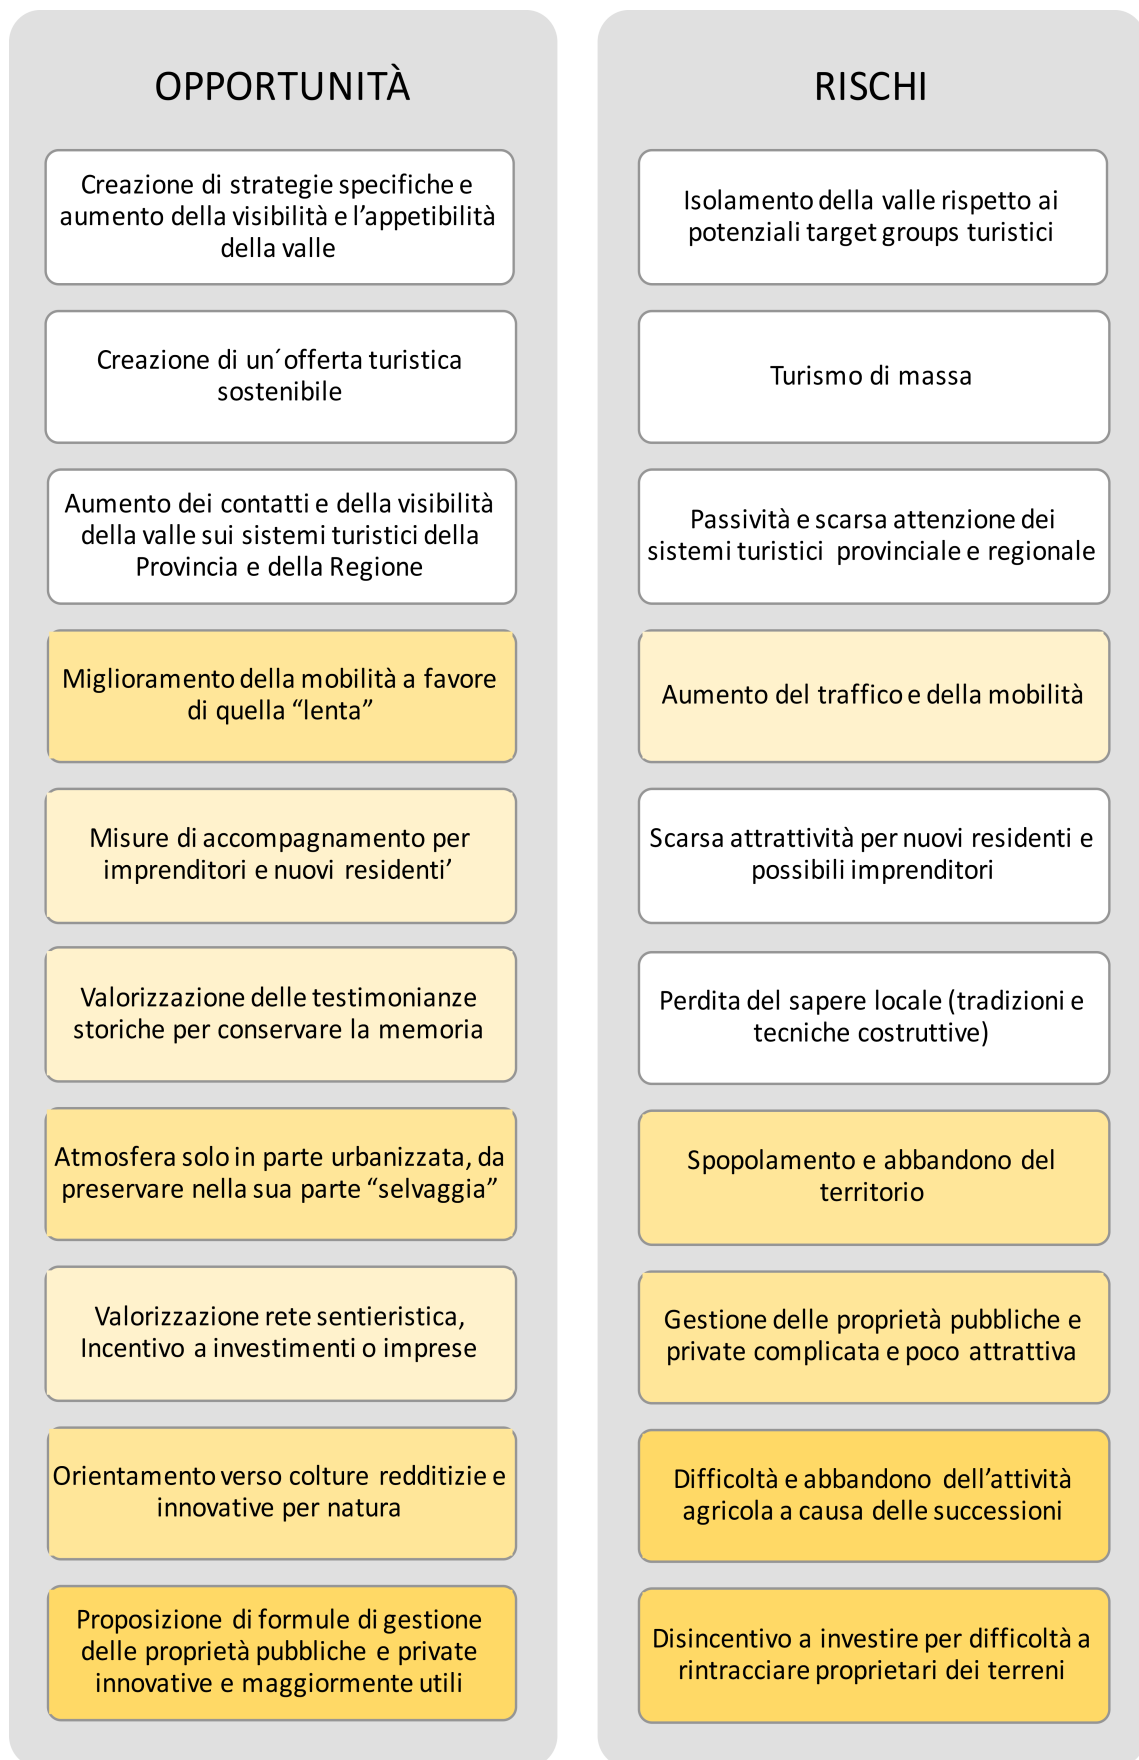 OPPORTUNITÀ
Creazione di strategie specifiche e
aumento della visibilità e l’appetibilità
della valle
Creazione di un´offerta turistica
sostenibile
Aumento dei contatti e della visibilità
della valle sui sistemi turistici della
Provincia e della Regione
Miglioramento della mobilità a favore
di quella “lenta”
Misure di accompagnamento per
imprenditori e nuovi residenti’
Valorizzazione delle testimonianze
storiche per conservare la memoria
Atmosfera solo in parte urbanizzata, da
preservare nella sua parte “selvaggia”
Valorizzazione rete sentieristica,
Incentivo a investimenti o imprese
Orientamento verso colture redditizie e
innovative per natura
Proposizione di formule di gestione
delle proprietà pubbliche e private
innovative e maggiormente utili
RISCHI
Isolamento della valle rispetto ai
potenziali target groups turistici
Turismo di massa
Passività e scarsa attenzione dei
sistemi turistici provinciale e regionale
Aumento del traffico e della mobilità
Scarsa attrattività per nuovi residenti e
possibili imprenditori
Perdita del sapere locale (tradizioni e
tecniche costruttive)
Spopolamento e abbandono del
territorio
Gestione delle proprietà pubbliche e
private complicata e poco attrattiva
Difficoltà e abbandono dell’attività
agricola a causa delle successioni
Disincentivo a investire per difficoltà a
rintracciare proprietari dei terreni